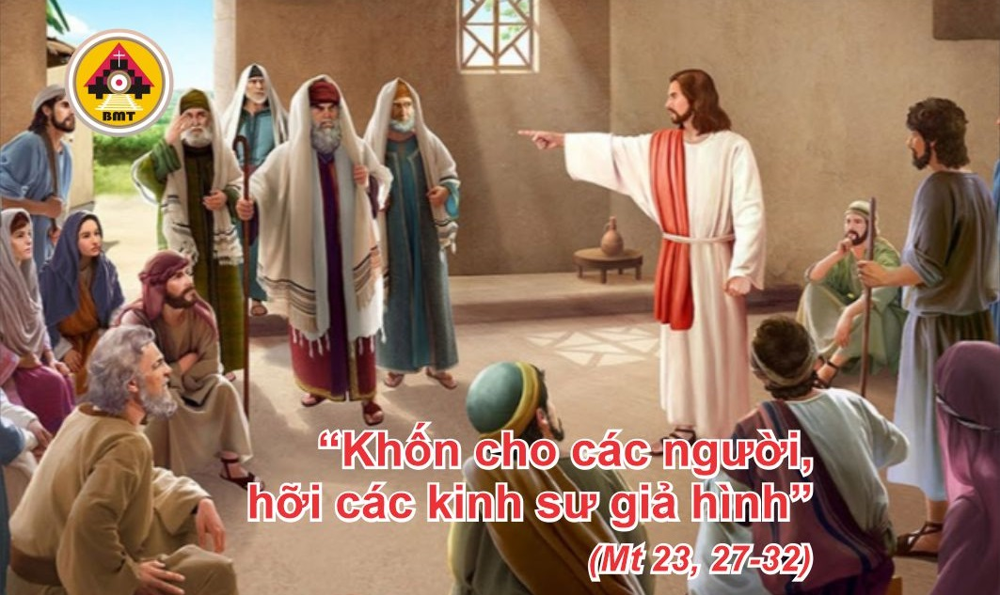 BMT
“Khốn cho các người,
hỡi các kinh sư giả hình”
(Mt 23, 27-32)